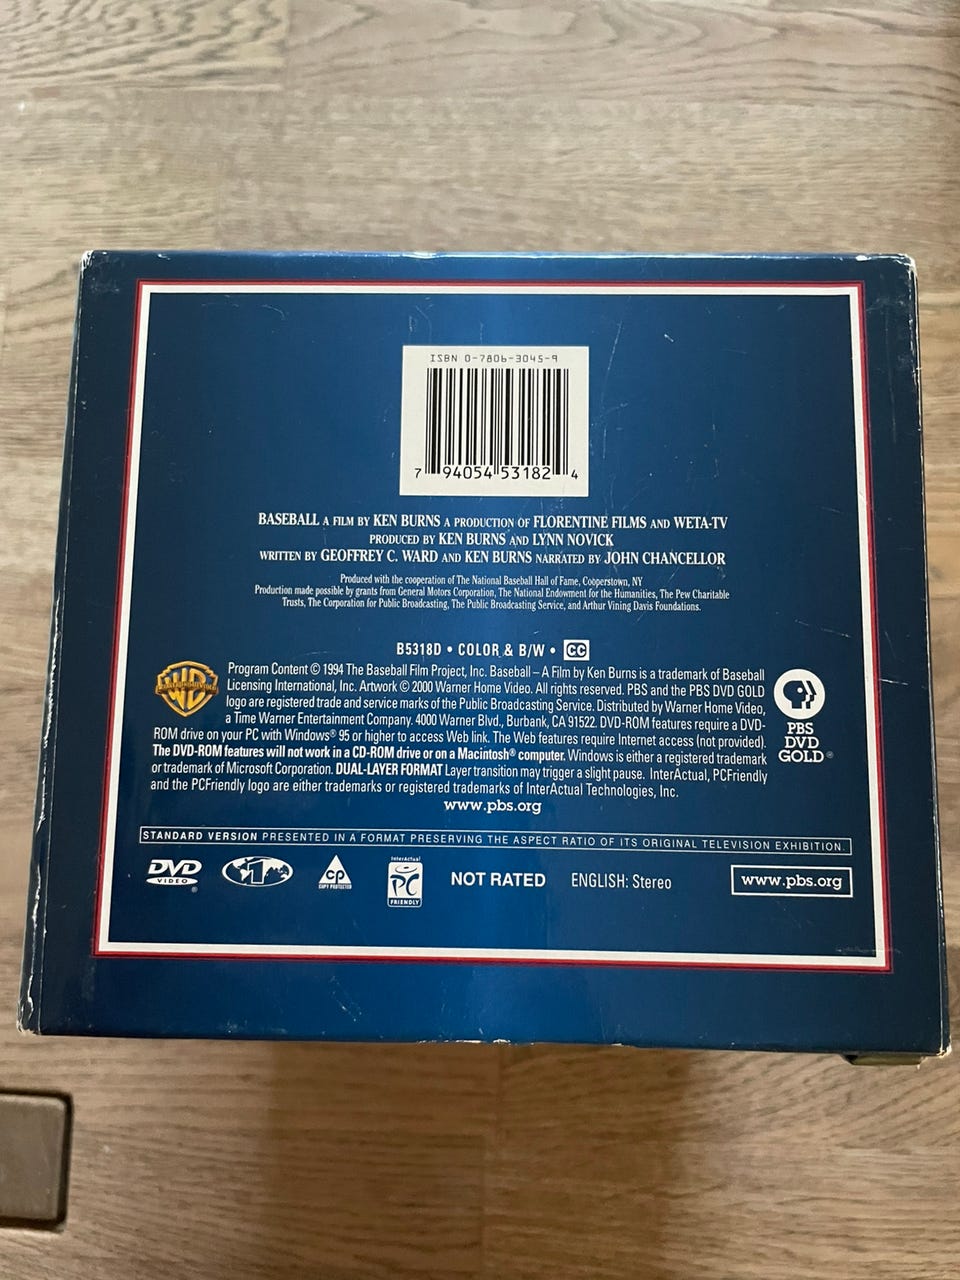 ISBN 0-7806-3045-9
7 94054 53182 4
BASEBALL A FILM BY KEN BURNS A PRODUCTION OF FLORENTINE FILMS AND WETA-TV
PRODUCED BY KEN BURNS AND LYNN NOVICK
WRITTEN BY GEOFFREY C. WARD AND KEN BURNS NARRATED BY JOHN CHANCELLOR
Produced with the cooperation of The National Baseball Hall of Fame, Cooperstown, NY
Production made possible by grants from General Motors Corporation, The National Endowment for the Humanities, The Pew Charitable
Trusts, The Corporation for Public Broadcasting, The Public Broadcasting Service, and Arthur Vining Davis Foundations.
B5318D • COLOR & B/W • CC
Program Content © 1994 The Baseball Film Project, Inc. Baseball – A Film by Ken Burns is a trademark of Baseball
Licensing International, Inc. Artwork © 2000 Warner Home Video. All rights reserved. PBS and the PBS DVD GOLD
logo are registered trade and service marks of the Public Broadcasting Service. Distributed by Warner Home Video,
a Time Warner Entertainment Company. 4000 Warner Blvd., Burbank, CA 91522. DVD-ROM features require a DVD-
ROM drive on your PC with Windows® 95 or higher to access Web link. The Web features require Internet access (not provided).
The DVD-ROM features will not work in a CD-ROM drive or on a Macintosh® computer. Windows is either a registered trademark
or trademark of Microsoft Corporation. DUAL-LAYER FORMAT Layer transition may trigger a slight pause. InterActual, PCFriendly
and the PCFriendly logo are either trademarks or registered trademarks of InterActual Technologies, Inc.
WB
PBS
DVD
GOLD®
www.pbs.org
STANDARD VERSION PRESENTED IN A FORMAT PRESERVING THE ASPECT RATIO OF ITS ORIGINAL TELEVISION EXHIBITION.
DVD
VIDEO ®
1
CP
COPY PROTECTED
InterActual
PC
FRIENDLY
NOT RATED
ENGLISH: Stereo
www.pbs.org